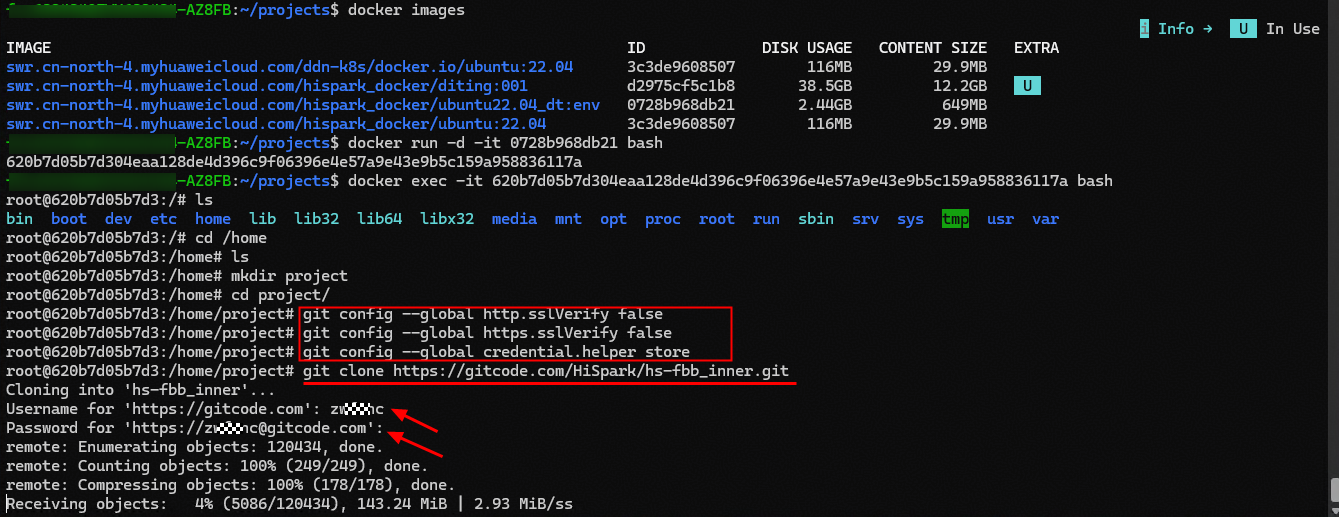 -AZ8FB:~/projects$ docker images
i Info → U In Use
IMAGE ID DISK USAGE CONTENT SIZE EXTRA
swr.cn-north-4.myhuaweicloud.com/ddn-k8s/docker.io/ubuntu:22.04 3c3de9608507 116MB 29.9MB
swr.cn-north-4.myhuaweicloud.com/hispark_docker/diting:001 d2975cf5c1b8 38.5GB 12.2GB U
swr.cn-north-4.myhuaweicloud.com/hispark_docker/ubuntu22.04_dt:env 0728b968db21 2.44GB 649MB
swr.cn-north-4.myhuaweicloud.com/hispark_docker/ubuntu:22.04 3c3de9608507 116MB 29.9MB
-AZ8FB:~/projects$ docker run -d -it 0728b968db21 bash
620b7d05b7d304eaa128de4d396c9f06396e4e57a9e43e9b5c159a958836117a
-AZ8FB:~/projects$ docker exec -it 620b7d05b7d304eaa128de4d396c9f06396e4e57a9e43e9b5c159a958836117a bash
root@620b7d05b7d3:/# ls
bin boot dev etc home lib lib32 lib64 libx32 media mnt opt proc root run sbin srv sys tmp usr var
root@620b7d05b7d3:/# cd /home
root@620b7d05b7d3:/home# ls
root@620b7d05b7d3:/home# mkdir project
root@620b7d05b7d3:/home# cd project/
root@620b7d05b7d3:/home/project# git config --global http.sslVerify false
root@620b7d05b7d3:/home/project# git config --global https.sslVerify false
root@620b7d05b7d3:/home/project# git config --global credential.helper store
root@620b7d05b7d3:/home/project# git clone https://gitcode.com/HiSpark/hs-fbb_inner.git
Cloning into 'hs-fbb_inner'...
Username for 'https://gitcode.com':
Password for 'https://
@gitcode.com':
remote: Enumerating objects: 120434, done.
remote: Counting objects: 100% (249/249), done.
remote: Compressing objects: 100% (178/178), done.
Receiving objects: 4% (5086/120434), 143.24 MiB | 2.93 MiB/ss